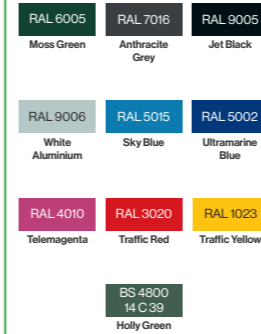 RAL 6005 RAL 7016 RAL 9005
Moss Green Anthracite Grey Jet Black
RAL 9006 RAL 5015 RAL 5002
White Aluminium Sky Blue Ultramarine Blue
RAL 4010 RAL 3020 RAL 1023
Telemagenta Traffic Red Traffic Yellow
BS 4800
14 C 39
Holly Green